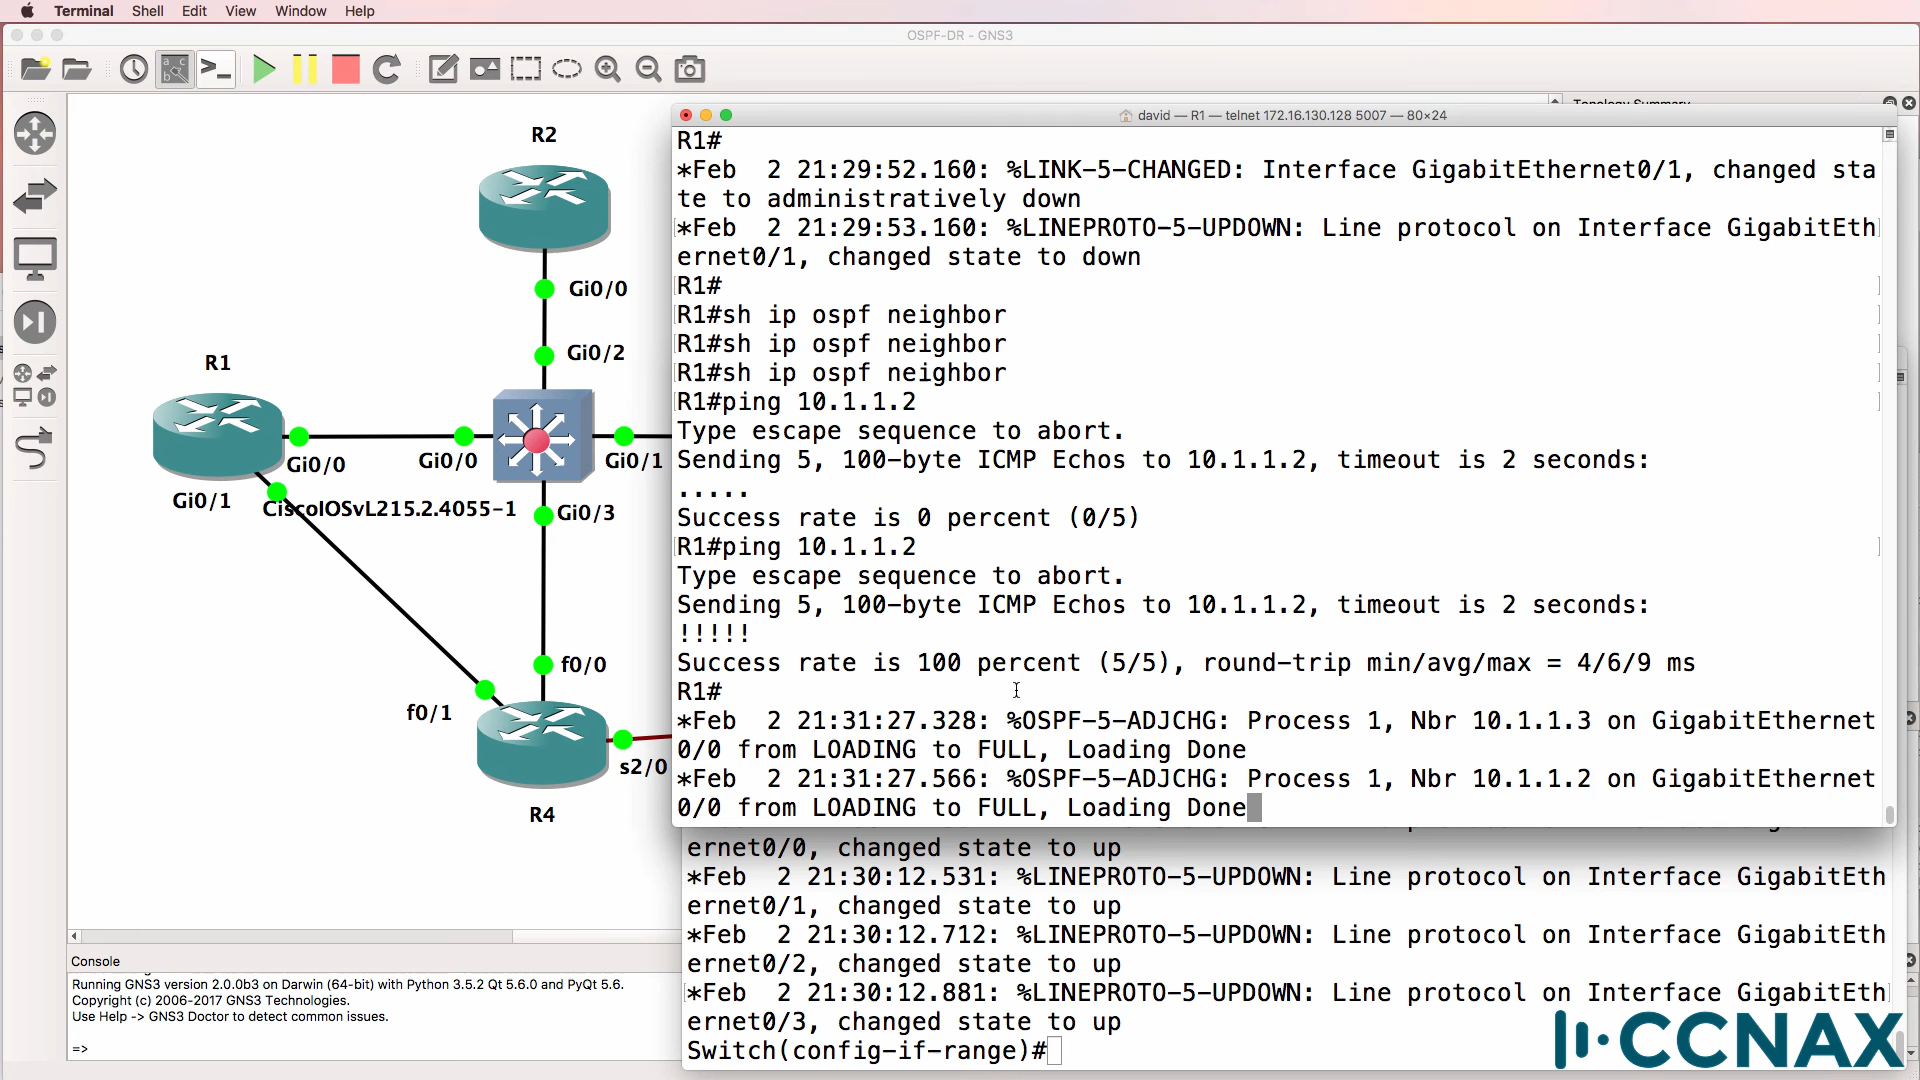 Terminal Shell Edit View Window Help
OSPF-DR - GNS3
Topology Summary
david — R1 — telnet 172.16.130.128 5007 — 80×24
R2
Gi0/0
Gi0/2
R1
Gi0/0
Gi0/0
Gi0/1
Gi0/1
CiscoIOSvL215.2.4055-1
Gi0/3
f0/0
f0/1
s2/0
R4
R1#
*Feb  2 21:29:52.160: %LINK-5-CHANGED: Interface GigabitEthernet0/1, changed sta
te to administratively down
*Feb  2 21:29:53.160: %LINEPROTO-5-UPDOWN: Line protocol on Interface GigabitEth
ernet0/1, changed state to down
R1#
R1#sh ip ospf neighbor
R1#sh ip ospf neighbor
R1#sh ip ospf neighbor
R1#ping 10.1.1.2
Type escape sequence to abort.
Sending 5, 100-byte ICMP Echos to 10.1.1.2, timeout is 2 seconds:
.....
Success rate is 0 percent (0/5)
R1#ping 10.1.1.2
Type escape sequence to abort.
Sending 5, 100-byte ICMP Echos to 10.1.1.2, timeout is 2 seconds:
!!!!!
Success rate is 100 percent (5/5), round-trip min/avg/max = 4/6/9 ms
R1#
*Feb  2 21:31:27.328: %OSPF-5-ADJCHG: Process 1, Nbr 10.1.1.3 on GigabitEthernet
0/0 from LOADING to FULL, Loading Done
*Feb  2 21:31:27.566: %OSPF-5-ADJCHG: Process 1, Nbr 10.1.1.2 on GigabitEthernet
0/0 from LOADING to FULL, Loading Done
ernet0/0, changed state to up
*Feb  2 21:30:12.531: %LINEPROTO-5-UPDOWN: Line protocol on Interface GigabitEth
ernet0/1, changed state to up
*Feb  2 21:30:12.712: %LINEPROTO-5-UPDOWN: Line protocol on Interface GigabitEth
ernet0/2, changed state to up
*Feb  2 21:30:12.881: %LINEPROTO-5-UPDOWN: Line protocol on Interface GigabitEth
ernet0/3, changed state to up
Switch(config-if-range)#
Console
Running GNS3 version 2.0.0b3 on Darwin (64-bit) with Python 3.5.2 Qt 5.6.0 and PyQt 5.6.
Copyright (c) 2006-2017 GNS3 Technologies.
Use Help -> GNS3 Doctor to detect common issues.
=>
CCNAX